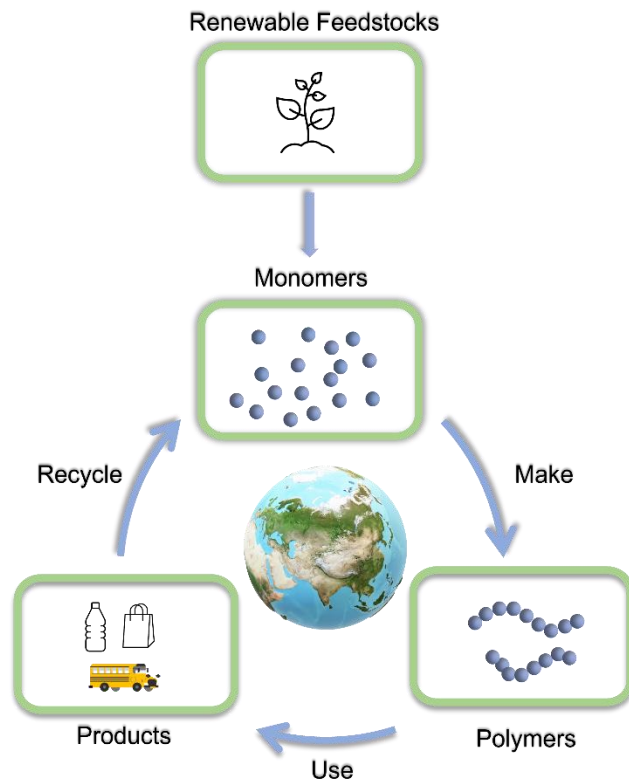 Renewable Feedstocks
Monomers
Recycle
Make
Products
Polymers
Use